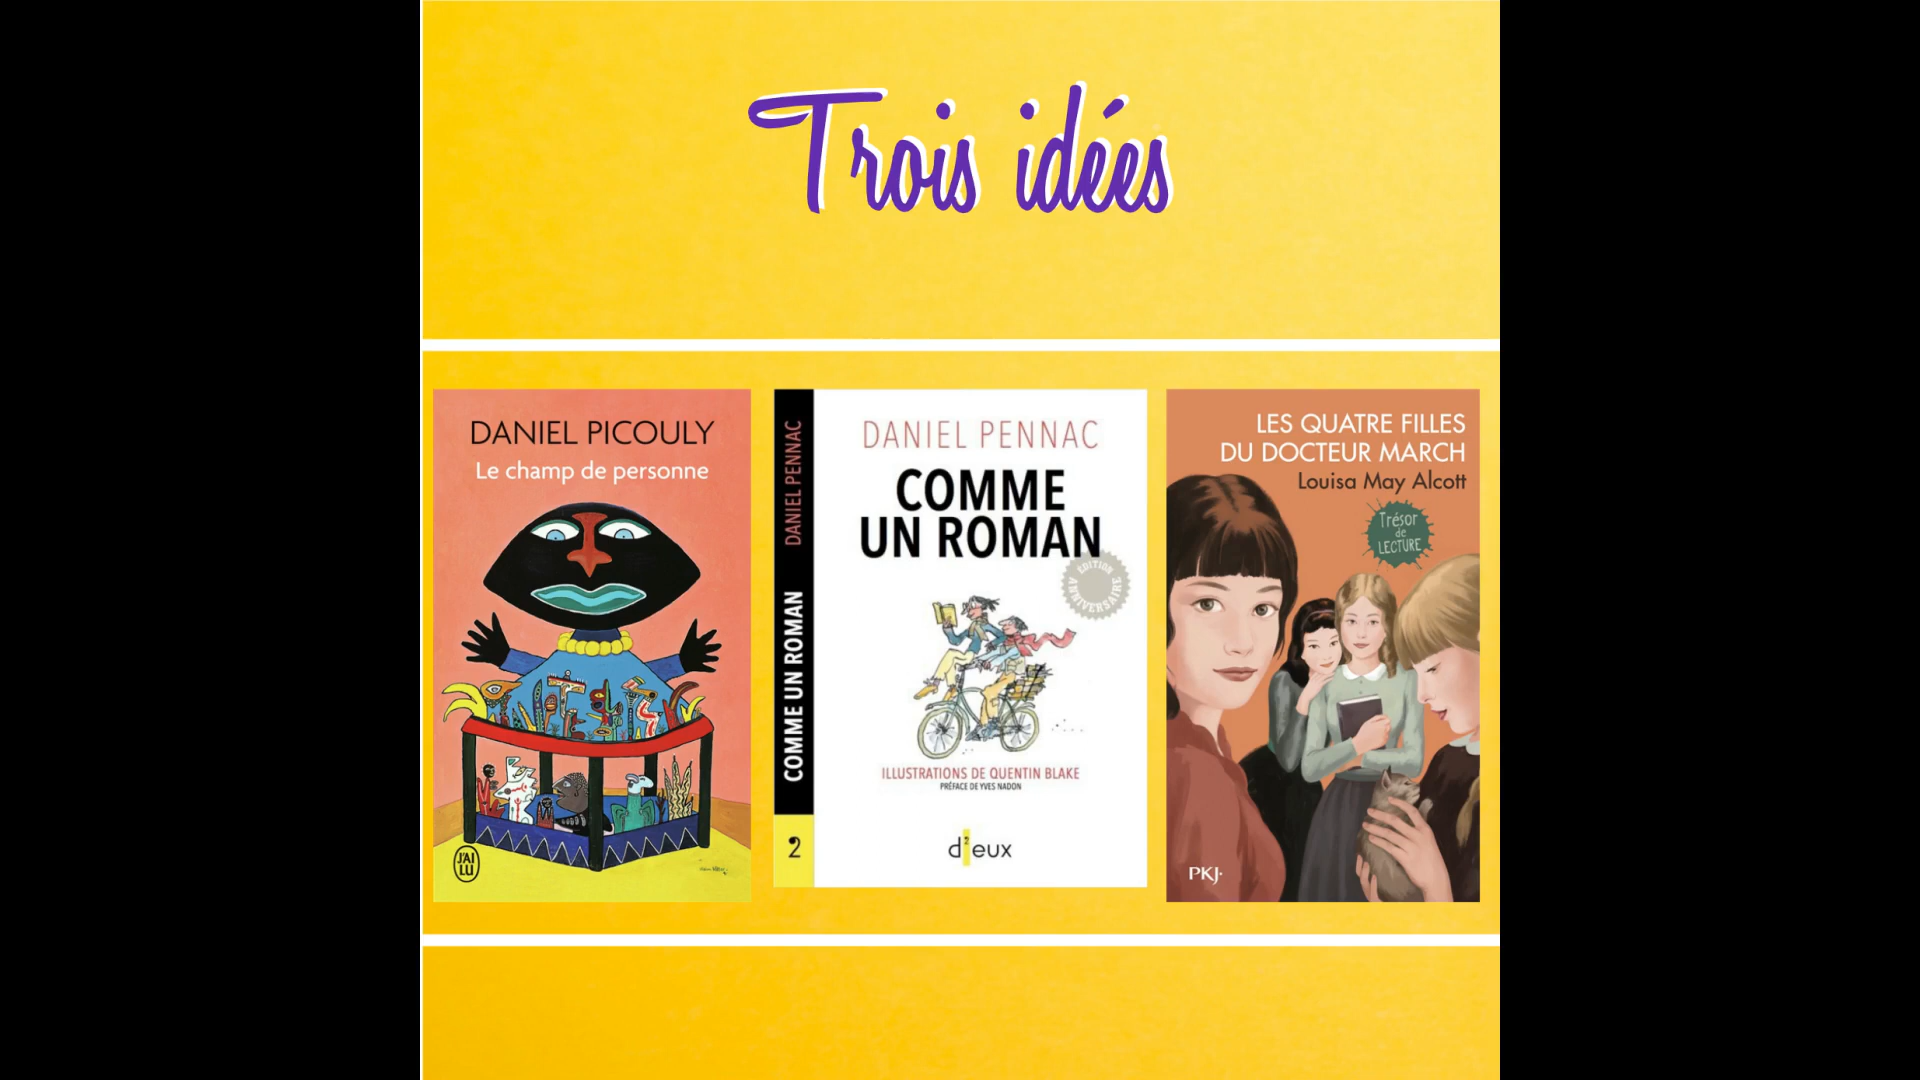 Trois idées
DANIEL PICOULY
Le champ de personne
J'AI
LU
DANIEL PENNAC
COMME UN ROMAN
2
DANIEL PENNAC
COMME
UN ROMAN
ÉDITION
ANNIVERSAIRE
ILLUSTRATIONS DE QUENTIN BLAKE
PRÉFACE DE YVES NADON
d2eux
LES QUATRE FILLES
DU DOCTEUR MARCH
Louisa May Alcott
Trésor
de
LECTURE
PKJ·